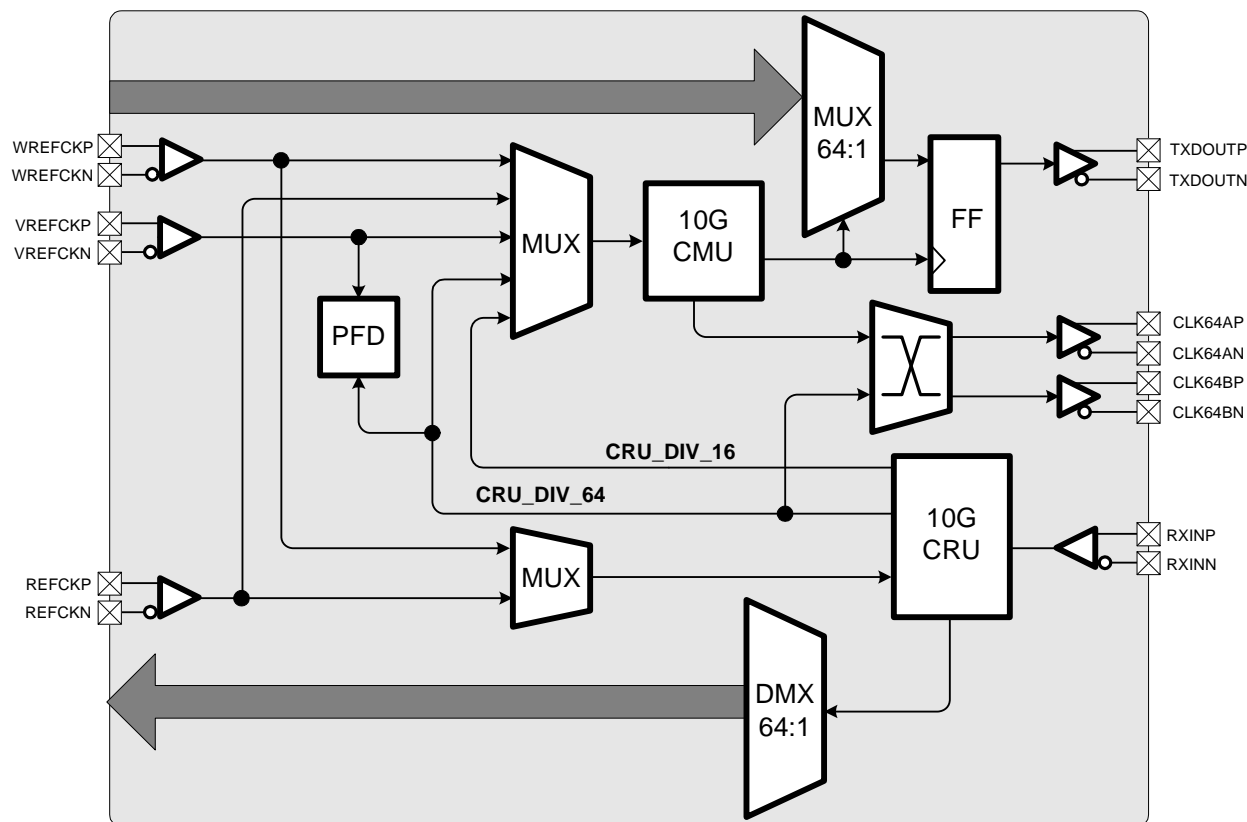 MUX
64:1
WREFCKP
WREFCKN
TXDOUTP
TXDOUTN
VREFCKP
VREFCKN
MUX
10G
CMU
FF
PFD
CLK64AP
CLK64AN
CLK64BP
CLK64BN
CRU_DIV_16
CRU_DIV_64
10G
CRU
RXINP
RXINN
REFCKP
REFCKN
MUX
DMX
64:1